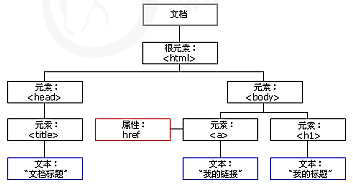 文档
根元素：
<html>
元素：
<head>
元素：
<body>
元素：
<title>
属性：
href
元素：
<a>
元素：
<h1>
文本：
"文档标题"
文本：
"我的链接"
文本：
"我的标题"